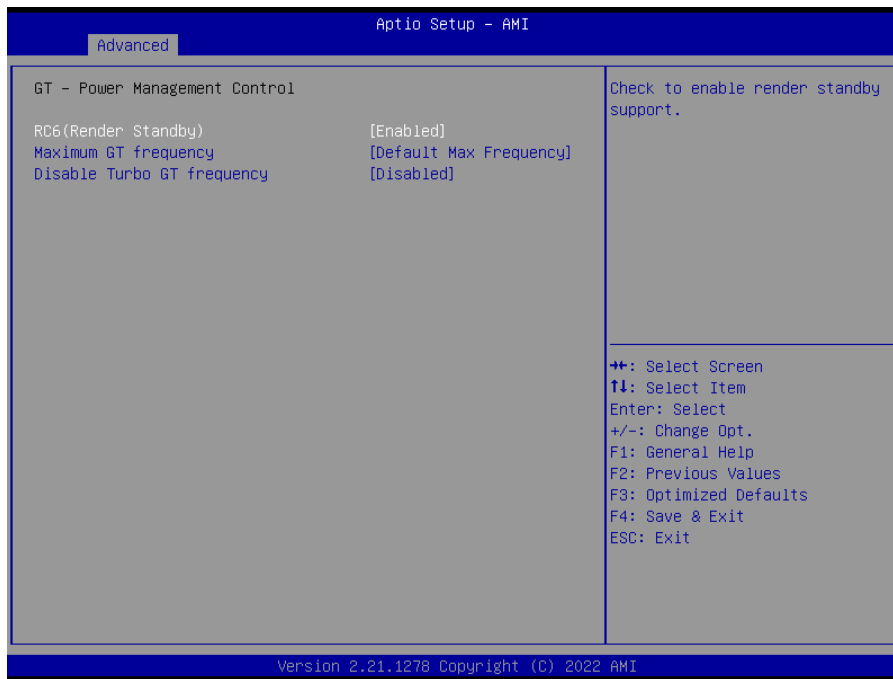 Aptio Setup - AMI
Advanced
GT - Power Management Control
RC6(Render Standby) [Enabled]
Maximum GT frequency [Default Max Frequency]
Disable Turbo GT frequency [Disabled]
Check to enable render standby
support.
→←: Select Screen
↑↓: Select Item
Enter: Select
+/-: Change Opt.
F1: General Help
F2: Previous Values
F3: Optimized Defaults
F4: Save & Exit
ESC: Exit
Version 2.21.1278 Copyright (C) 2022 AMI